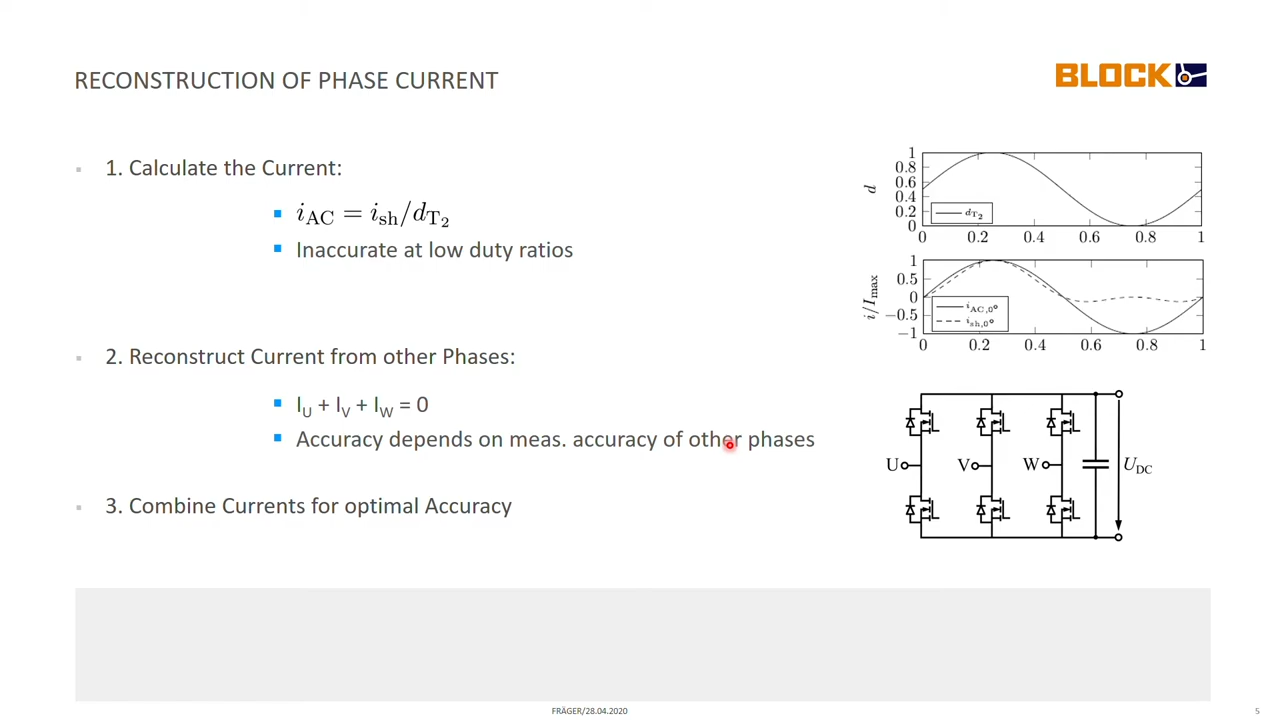 RECONSTRUCTION OF PHASE CURRENT
BLOCK
1. Calculate the Current:
i_AC = i_sh/d_T2
Inaccurate at low duty ratios
2. Reconstruct Current from other Phases:
I_U + I_V + I_W = 0
Accuracy depends on meas. accuracy of other phases
3. Combine Currents for optimal Accuracy
1
0.8
0.6
0.4
0.2
0
d
d_T2
0 0.2 0.4 0.6 0.8 1
1
0.5
0
−0.5
−1
i/I_max
i_AC,0°
i_sh,0°
0 0.2 0.4 0.6 0.8 1
U V W U_DC
FRÄGER/28.04.2020
5